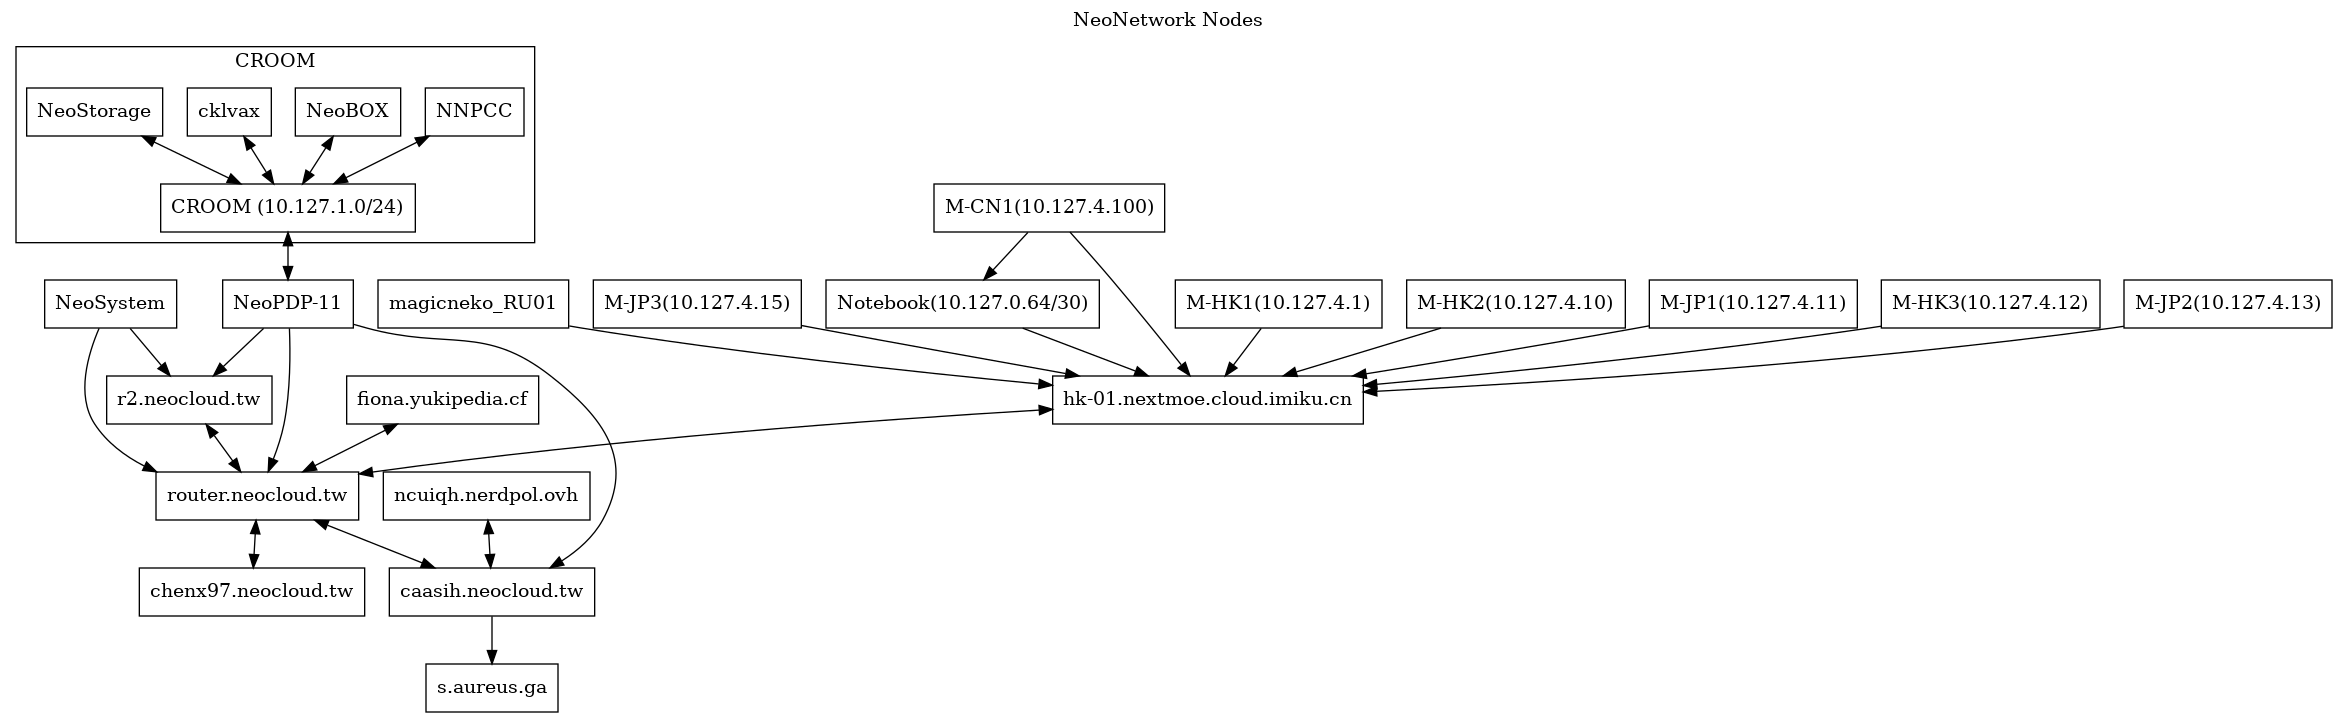 NeoNetwork Nodes
CROOM
NeoStorage
cklvax
NeoBOX
NNPCC
CROOM (10.127.1.0/24)
M-CN1(10.127.4.100)
NeoSystem
NeoPDP-11
magicneko_RU01
M-JP3(10.127.4.15)
Notebook(10.127.0.64/30)
M-HK1(10.127.4.1)
M-HK2(10.127.4.10)
M-JP1(10.127.4.11)
M-HK3(10.127.4.12)
M-JP2(10.127.4.13)
r2.neocloud.tw
fiona.yukipedia.cf
hk-01.nextmoe.cloud.imiku.cn
router.neocloud.tw
ncuiqh.nerdpol.ovh
chenx97.neocloud.tw
caasih.neocloud.tw
s.aureus.ga